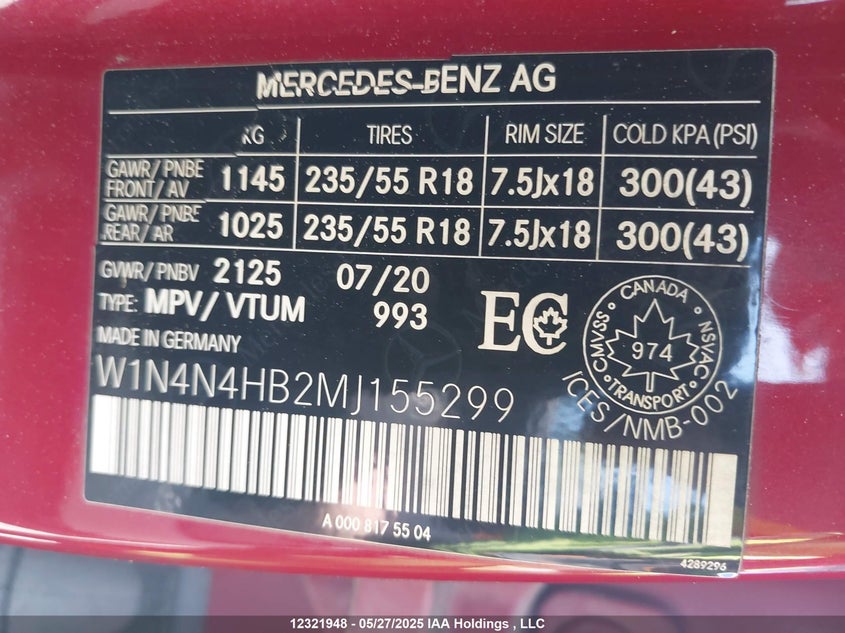 MERCEDES-BENZ AG
KG TIRES RIM SIZE COLD KPA (PSI)
GAWR/PNBE FRONT/AV 1145 235/55 R18 7.5Jx18 300(43)
GAWR/PNBE REAR/AR 1025 235/55 R18 7.5Jx18 300(43)
GVWR/PNBV 2125 07/20
TYPE: MPV/VTUM 993
MADE IN GERMANY
EC
CANADA
CMVSS NSVAC
974
TRANSPORT
ICES/NMB-002
W1N4N4HB2MJ155299
A 000 817 55 04
4289296
12321948 - 05/27/2025 IAA Holdings , LLC